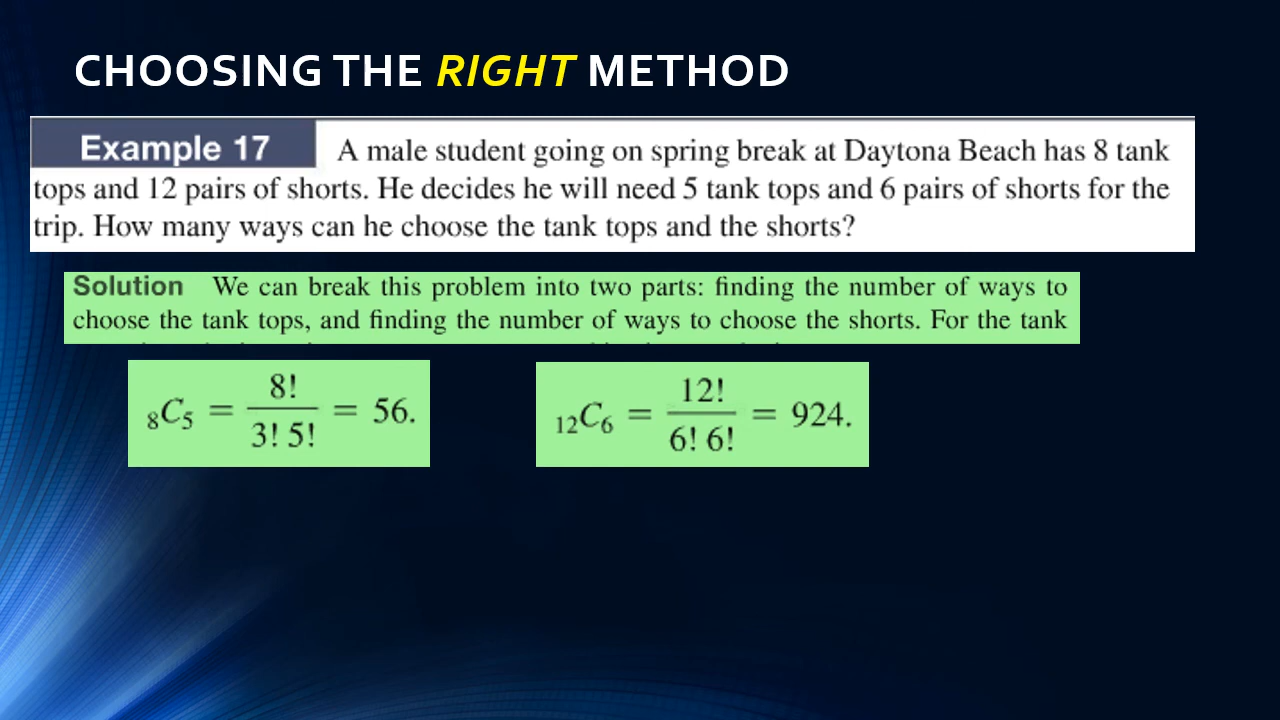 CHOOSING THE RIGHT METHOD
Example 17 A male student going on spring break at Daytona Beach has 8 tank
tops and 12 pairs of shorts. He decides he will need 5 tank tops and 6 pairs of shorts for the
trip. How many ways can he choose the tank tops and the shorts?
Solution We can break this problem into two parts: finding the number of ways to
choose the tank tops, and finding the number of ways to choose the shorts. For the tank
₈C₅ = 8! / 3! 5! = 56.
₁₂C₆ = 12! / 6! 6! = 924.